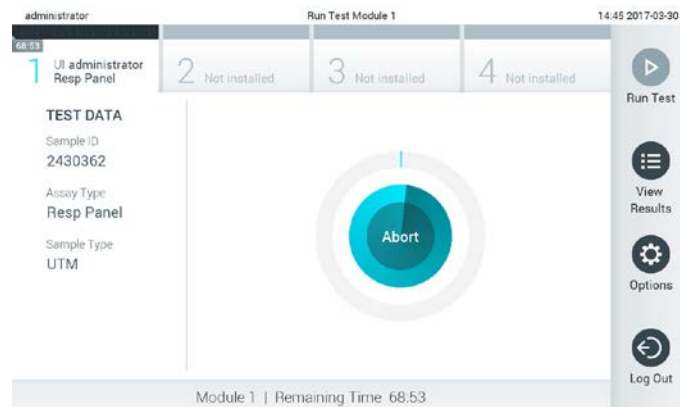 administrator Run Test Module 1 14:45 2017-03-30
68:53
1 UI administrator
Resp Panel
2 Not installed
3 Not installed
4 Not installed
Run Test
TEST DATA
Sample ID
2430362
Assay Type
Resp Panel
Sample Type
UTM
Abort
View
Results
Options
Log Out
Module 1 | Remaining Time 68:53